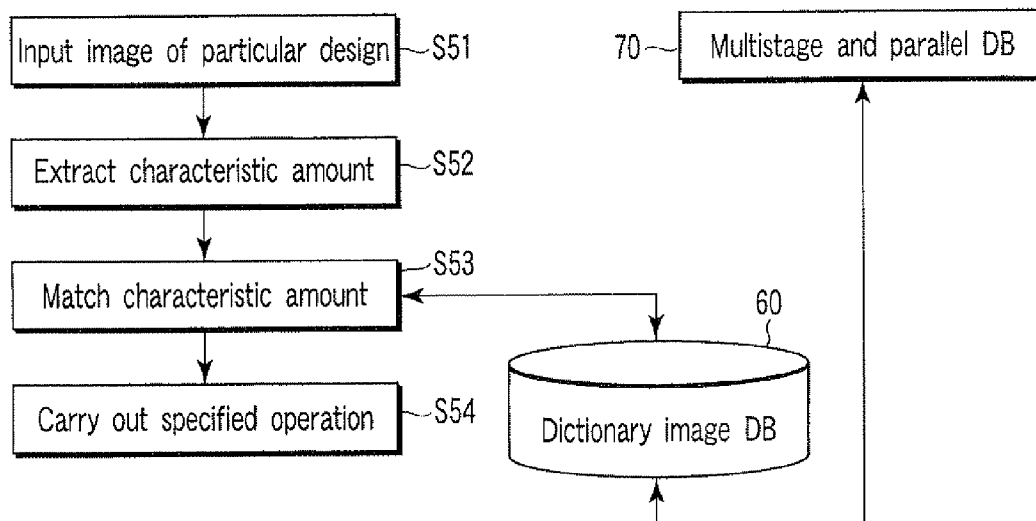 Input image of particular design
S51
70
Multistage and parallel DB
Extract characteristic amount
S52
S53
Match characteristic amount
60
Dictionary image DB
Carry out specified operation
S54